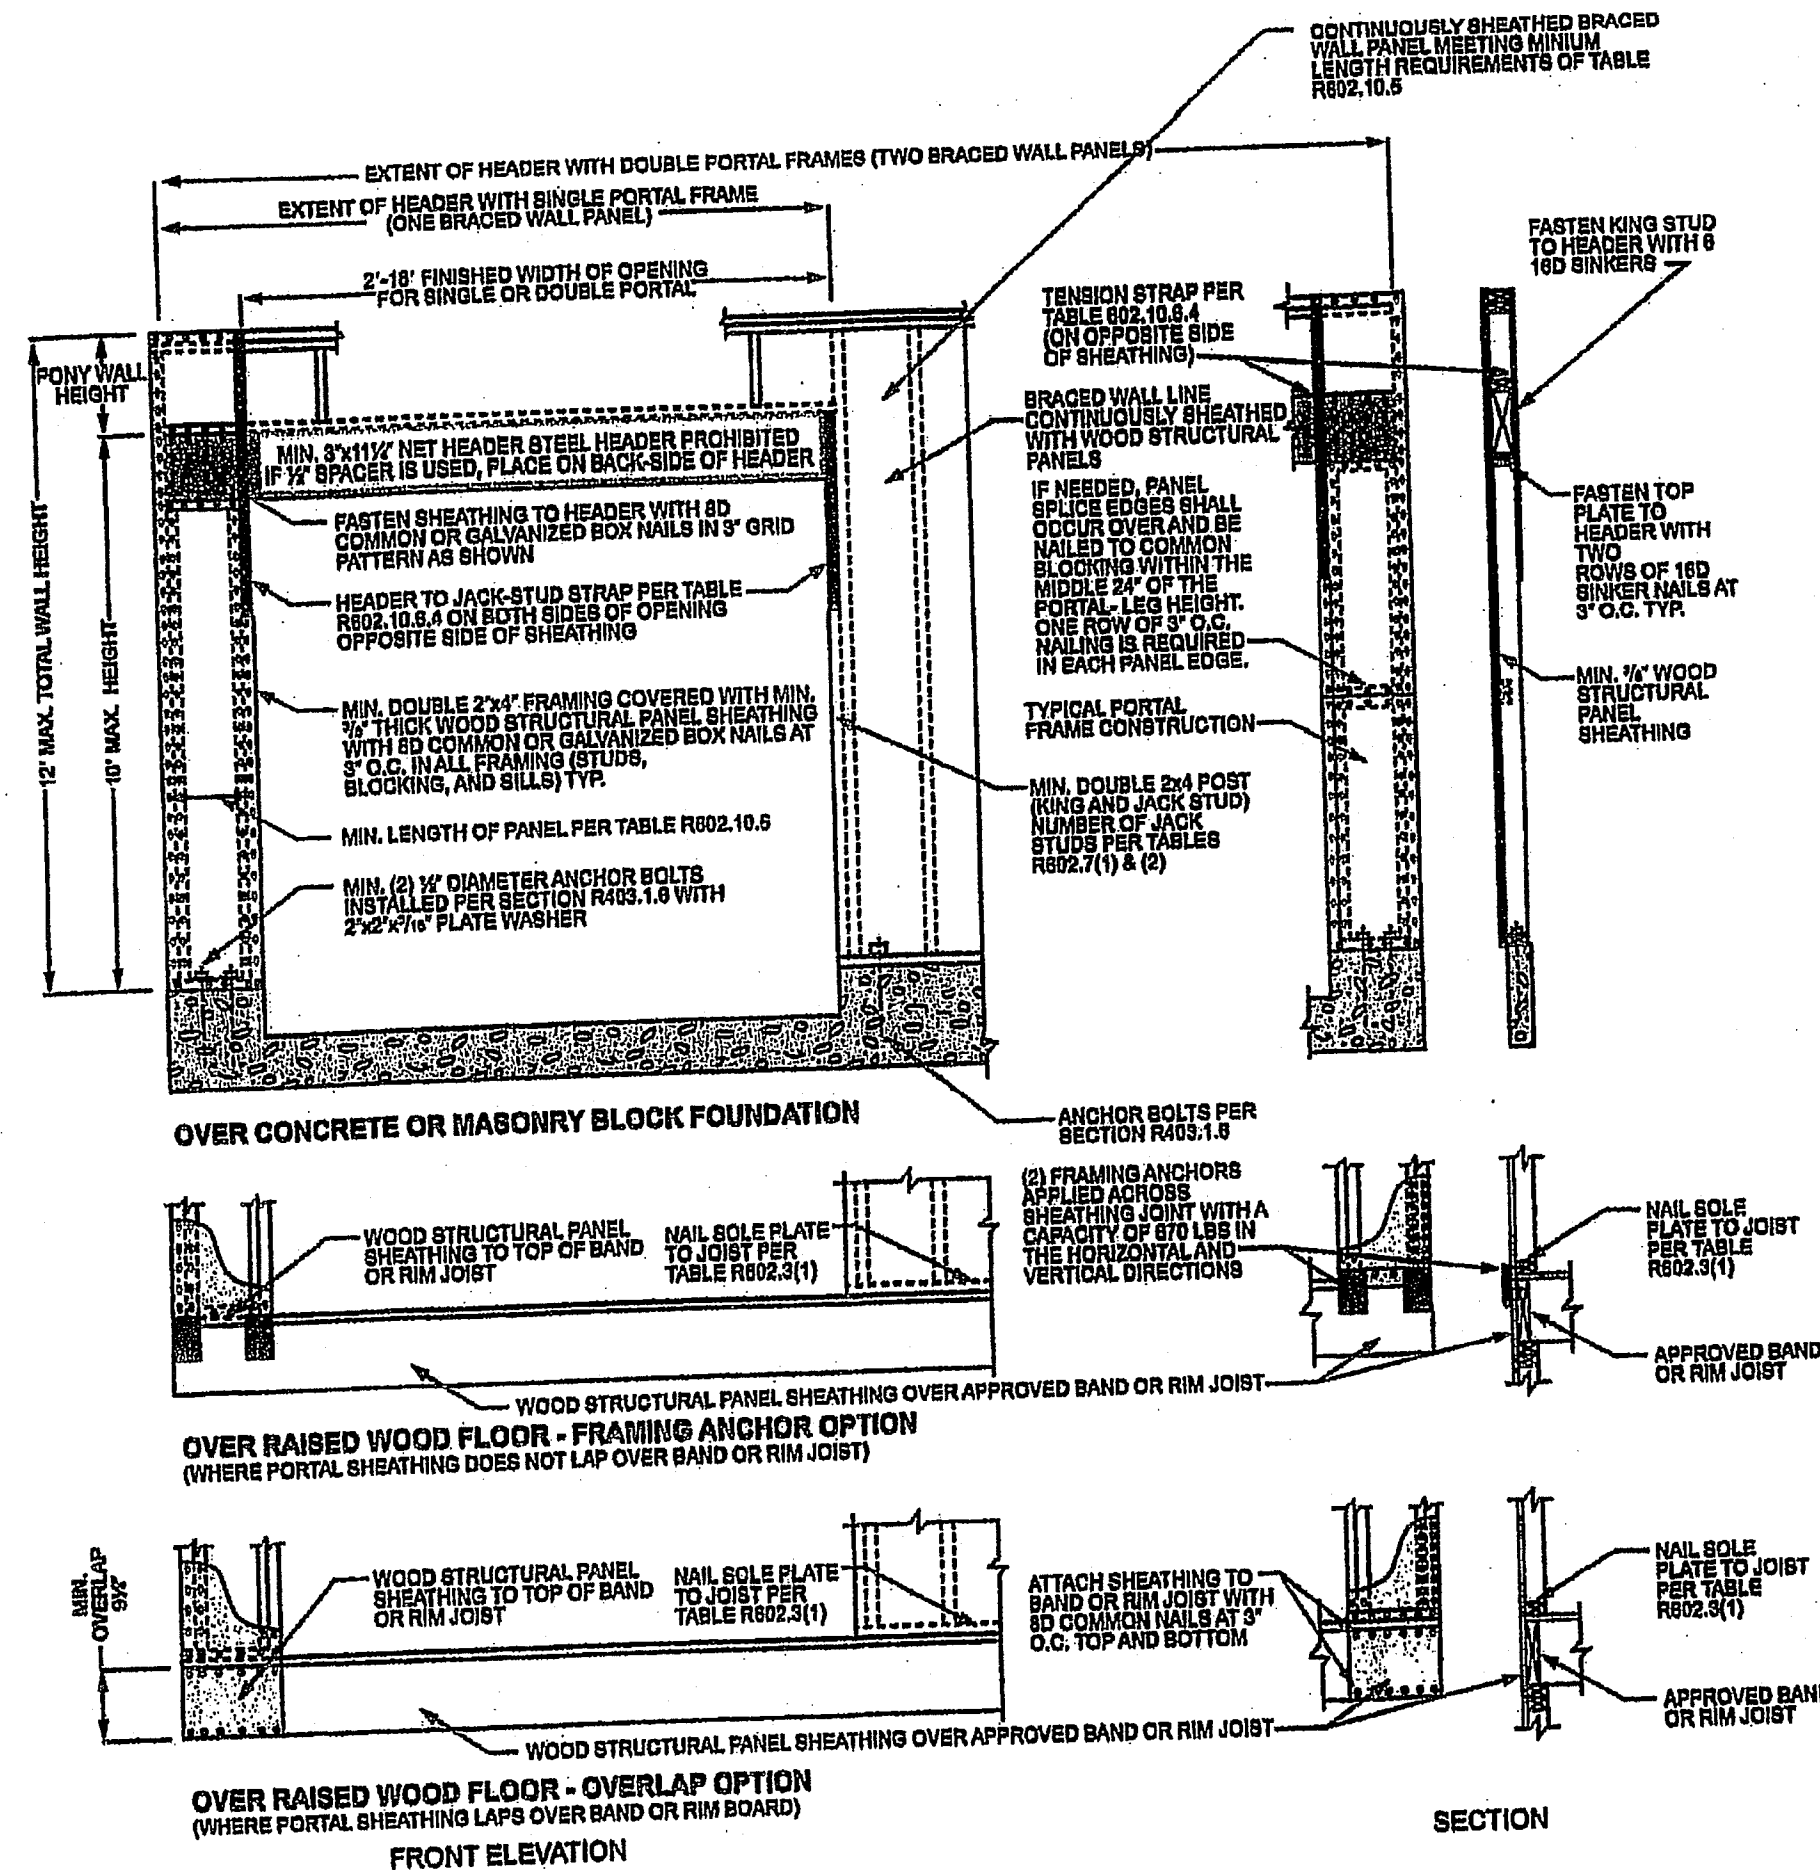 CONTINUOUSLY SHEATHED BRACED
WALL PANEL MEETING MINIUM
LENGTH REQUIREMENTS OF TABLE
R602.10.5
EXTENT OF HEADER WITH DOUBLE PORTAL FRAMES (TWO BRACED WALL PANELS)
EXTENT OF HEADER WITH SINGLE PORTAL FRAME
(ONE BRACED WALL PANEL)
2'-18' FINISHED WIDTH OF OPENING
FOR SINGLE OR DOUBLE PORTAL
FASTEN KING STUD
TO HEADER WITH 6
16D SINKERS
TENSION STRAP PER
TABLE 602.10.6.4
(ON OPPOSITE SIDE
OF SHEATHING)
PONY WALL
HEIGHT
12' MAX. TOTAL WALL HEIGHT
10' MAX. HEIGHT
MIN. 3"x11½" NET HEADER STEEL HEADER PROHIBITED
IF ½" SPACER IS USED, PLACE ON BACK-SIDE OF HEADER
FASTEN SHEATHING TO HEADER WITH 8D
COMMON OR GALVANIZED BOX NAILS IN 3" GRID
PATTERN AS SHOWN
HEADER TO JACK-STUD STRAP PER TABLE
R602.10.6.4 ON BOTH SIDES OF OPENING
OPPOSITE SIDE OF SHEATHING
MIN. DOUBLE 2"x4" FRAMING COVERED WITH MIN.
⅜" THICK WOOD STRUCTURAL PANEL SHEATHING
WITH 8D COMMON OR GALVANIZED BOX NAILS AT
3" O.C. IN ALL FRAMING (STUDS,
BLOCKING, AND SILLS) TYP.
MIN. LENGTH OF PANEL PER TABLE R602.10.5
MIN. (2) ½" DIAMETER ANCHOR BOLTS
INSTALLED PER SECTION R403.1.6 WITH
2"x2"x3/16" PLATE WASHER
BRACED WALL LINE
CONTINUOUSLY SHEATHED
WITH WOOD STRUCTURAL
PANELS
IF NEEDED, PANEL
SPLICE EDGES SHALL
OCCUR OVER AND BE
NAILED TO COMMON
BLOCKING WITHIN THE
MIDDLE 24" OF THE
PORTAL-LEG HEIGHT.
ONE ROW OF 3" O.C.
NAILING IS REQUIRED
IN EACH PANEL EDGE.
TYPICAL PORTAL
FRAME CONSTRUCTION
MIN. DOUBLE 2x4 POST
(KING AND JACK STUD)
NUMBER OF JACK
STUDS PER TABLES
R602.7(1) & (2)
FASTEN TOP
PLATE TO
HEADER WITH
TWO
ROWS OF 16D
SINKER NAILS AT
3" O.C. TYP.
MIN. ⅜" WOOD
STRUCTURAL
PANEL
SHEATHING
OVER CONCRETE OR MASONRY BLOCK FOUNDATION
ANCHOR BOLTS PER
SECTION R403.1.6
WOOD STRUCTURAL PANEL
SHEATHING TO TOP OF BAND
OR RIM JOIST
NAIL SOLE PLATE
TO JOIST PER
TABLE R602.3(1)
(2) FRAMING ANCHORS
APPLIED ACROSS
SHEATHING JOINT WITH A
CAPACITY OF 670 LBS IN
THE HORIZONTAL AND
VERTICAL DIRECTIONS
NAIL SOLE
PLATE TO JOIST
PER TABLE
R602.3(1)
APPROVED BAND
OR RIM JOIST
WOOD STRUCTURAL PANEL SHEATHING OVER APPROVED BAND OR RIM JOIST
OVER RAISED WOOD FLOOR - FRAMING ANCHOR OPTION
(WHERE PORTAL SHEATHING DOES NOT LAP OVER BAND OR RIM JOIST)
MIN.
OVERLAP
9¼"
WOOD STRUCTURAL PANEL
SHEATHING TO TOP OF BAND
OR RIM JOIST
NAIL SOLE PLATE
TO JOIST PER
TABLE R602.3(1)
ATTACH SHEATHING TO
BAND OR RIM JOIST WITH
8D COMMON NAILS AT 3"
O.C. TOP AND BOTTOM
NAIL SOLE
PLATE TO JOIST
PER TABLE
R602.3(1)
APPROVED BAND
OR RIM JOIST
WOOD STRUCTURAL PANEL SHEATHING OVER APPROVED BAND OR RIM JOIST
OVER RAISED WOOD FLOOR - OVERLAP OPTION
(WHERE PORTAL SHEATHING LAPS OVER BAND OR RIM BOARD)
FRONT ELEVATION
SECTION